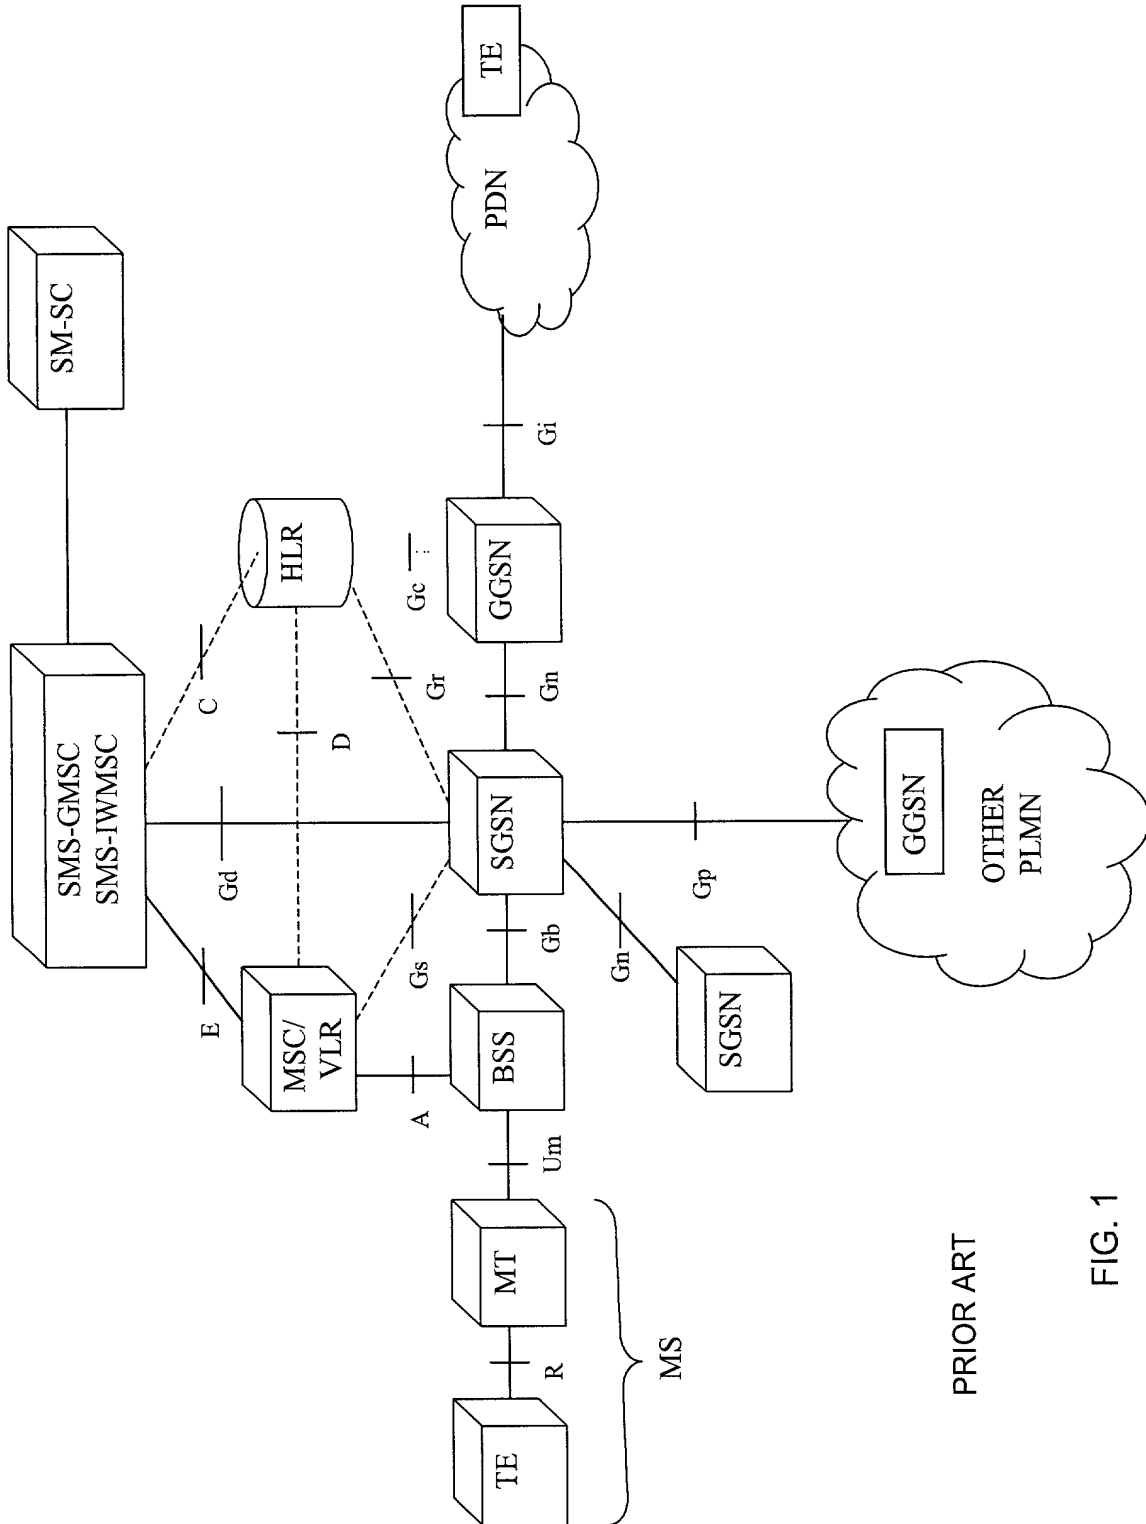 SMS-GMSC
SMS-IWMSC
SM-SC
E
Gd
C
MSC/
VLR
HLR
D
Gs
Gr
Gc
A
TE
R
MT
Um
BSS
Gb
SGSN
Gn
GGSN
Gi
PDN
TE
MS
Gn
Gp
SGSN
GGSN
OTHER
PLMN
PRIOR ART
FIG. 1